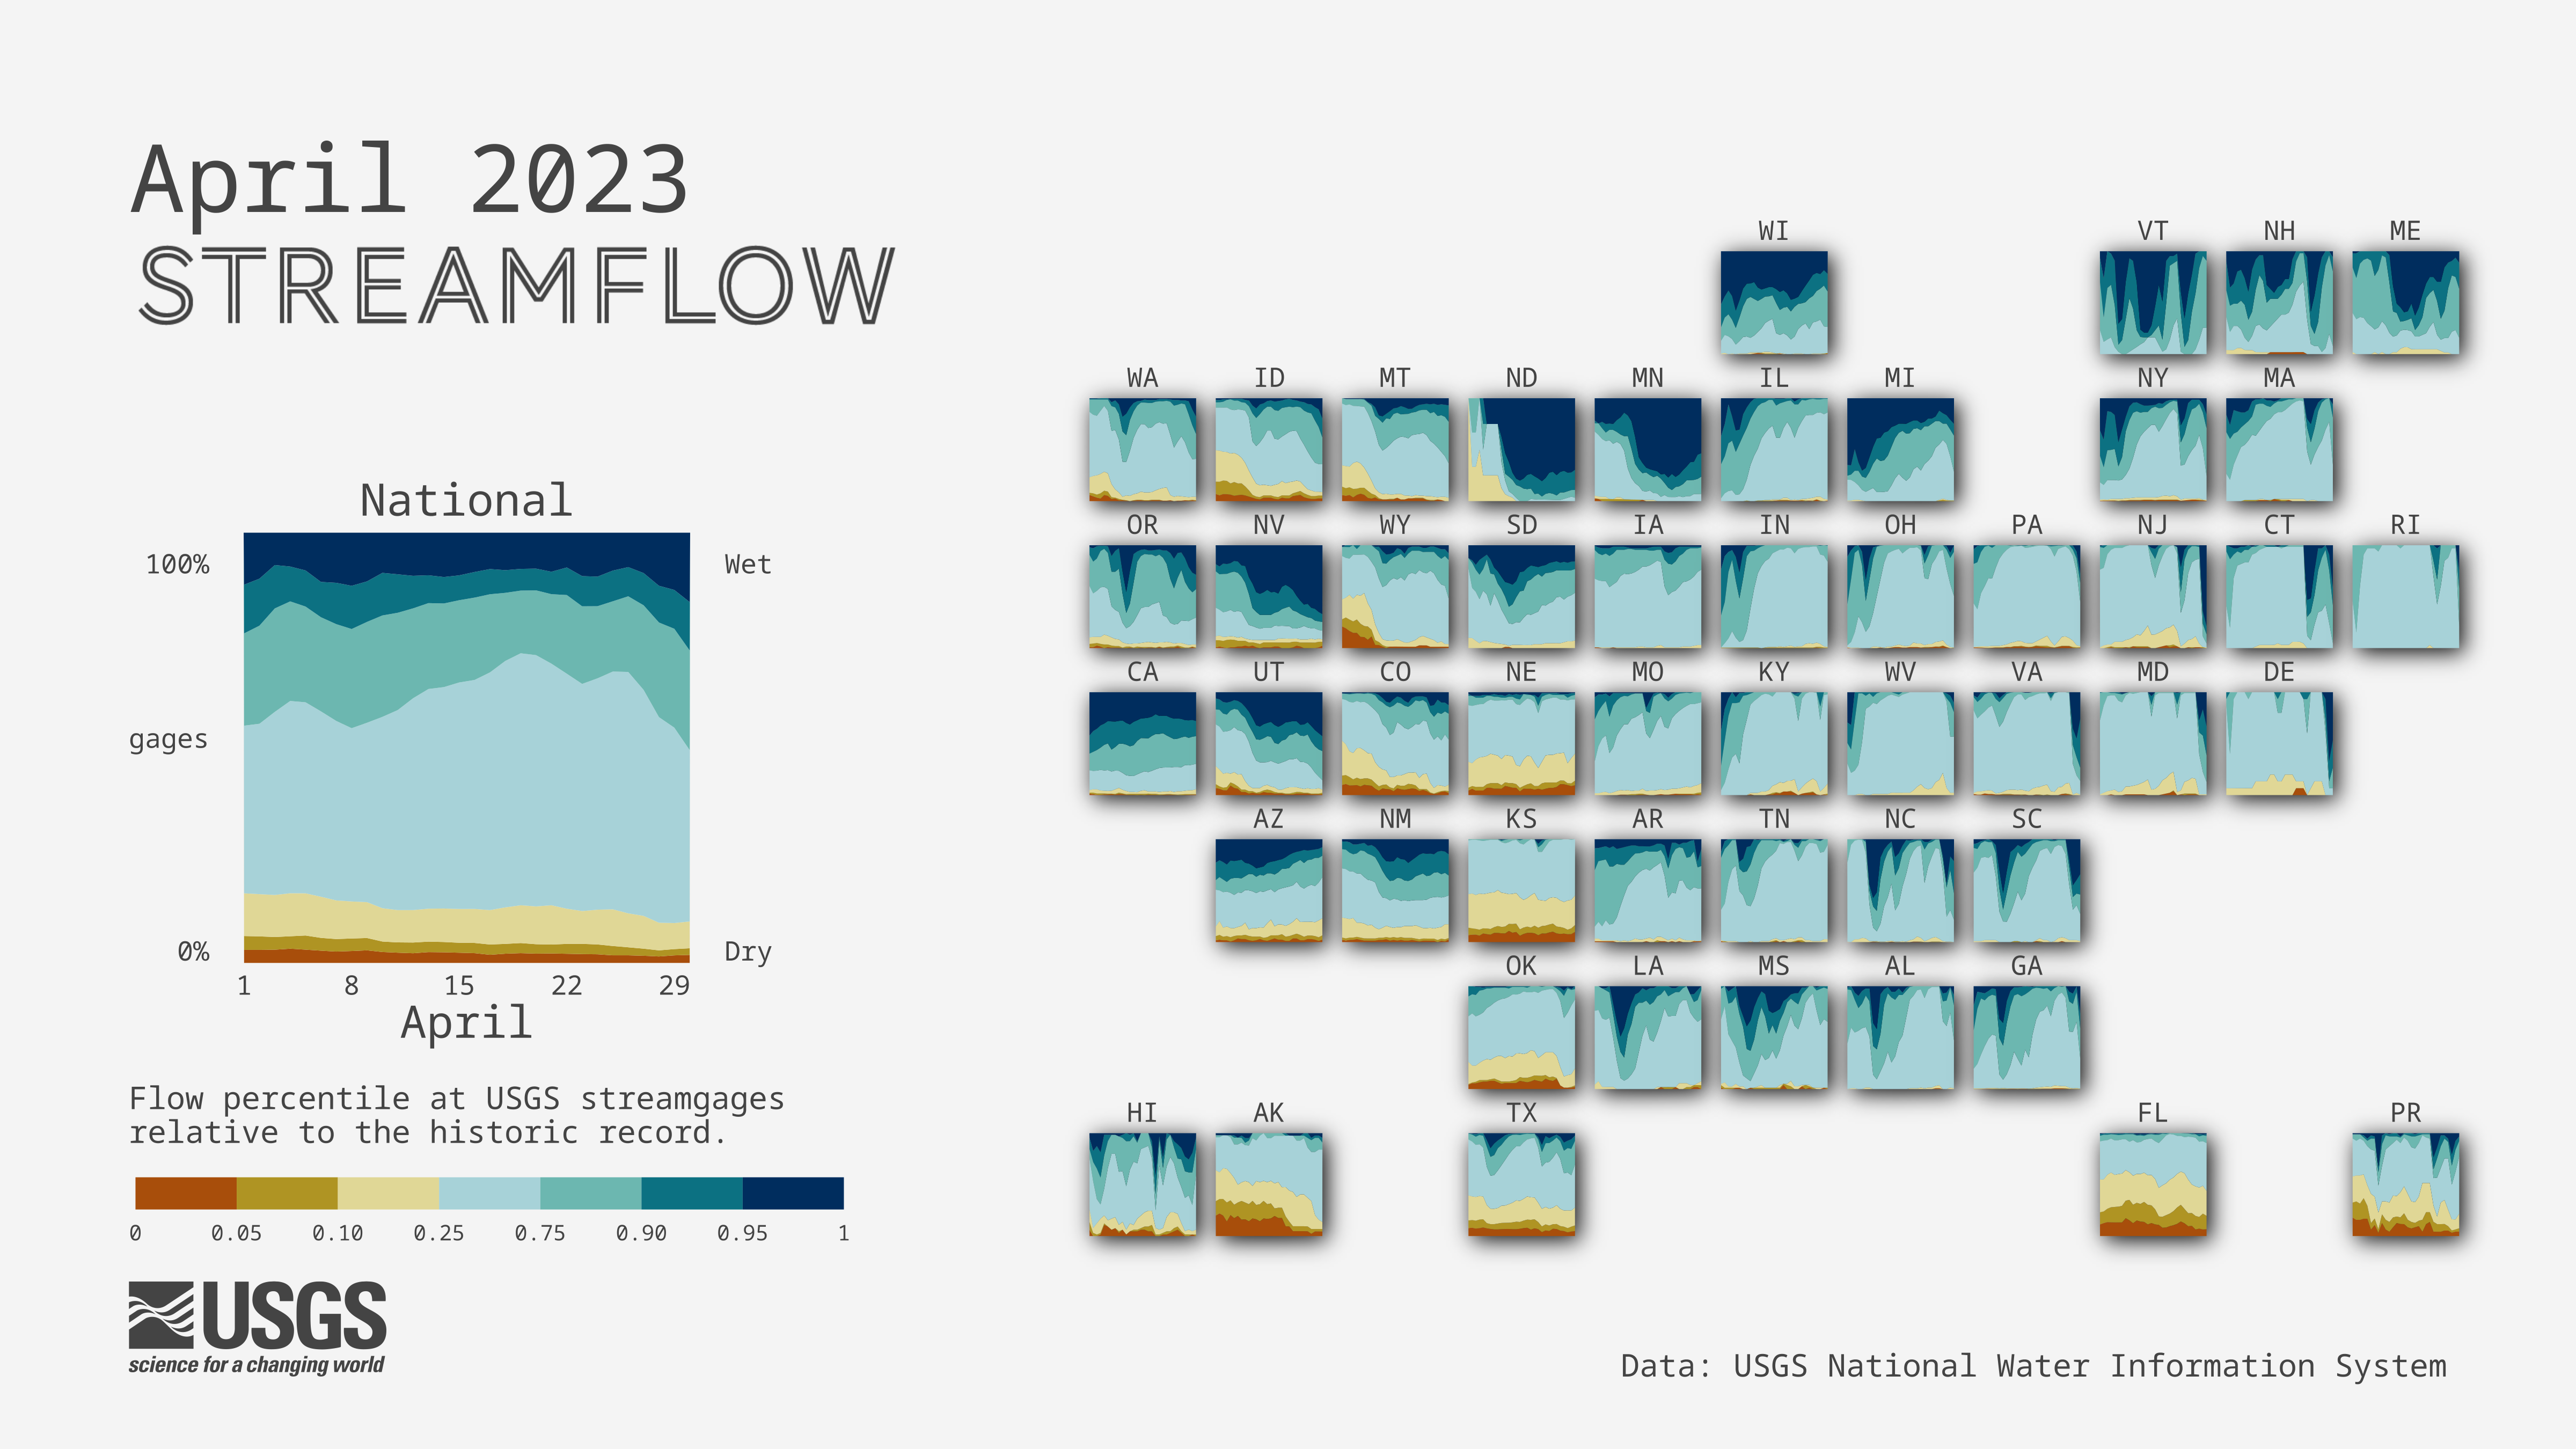 April 2023
STREAMFLOW
National
100%
Wet
gages
0%
Dry
1 8 15 22 29
April
Flow percentile at USGS streamgages
relative to the historic record.
0 0.05 0.10 0.25 0.75 0.90 0.95 1
USGS
science for a changing world
WI VT NH ME
WA ID MT ND MN IL MI NY MA
OR NV WY SD IA IN OH PA NJ CT RI
CA UT CO NE MO KY WV VA MD DE
AZ NM KS AR TN NC SC
OK LA MS AL GA
HI AK TX FL PR
Data: USGS National Water Information System